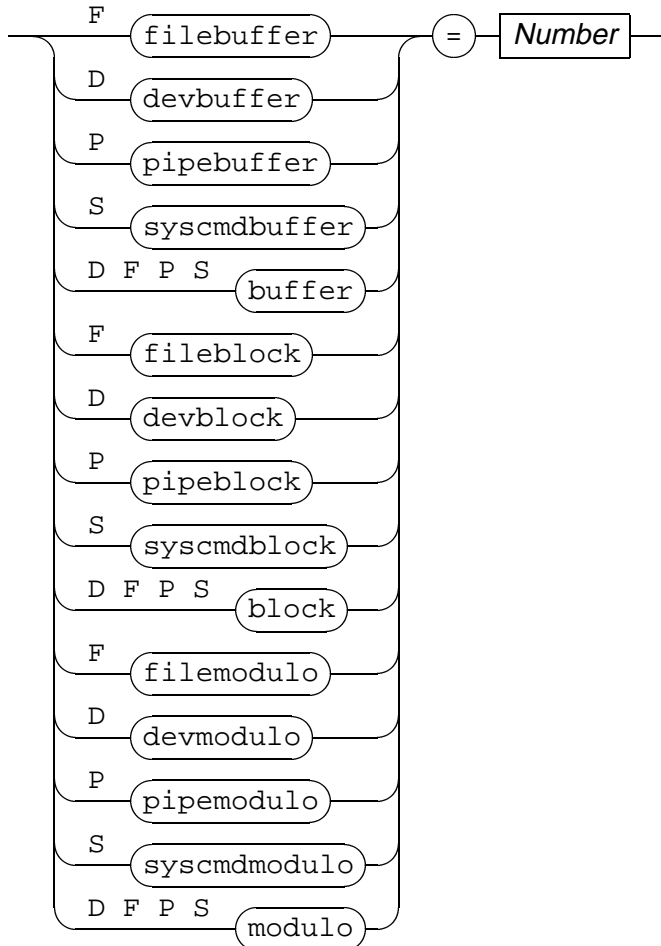 F filebuffer = Number
D devbuffer
P pipebuffer
S syscmdbuffer
D F P S buffer
F fileblock
D devblock
P pipeblock
S syscmdblock
D F P S block
F filemodulo
D devmodulo
P pipemodulo
S syscmdmodulo
D F P S modulo